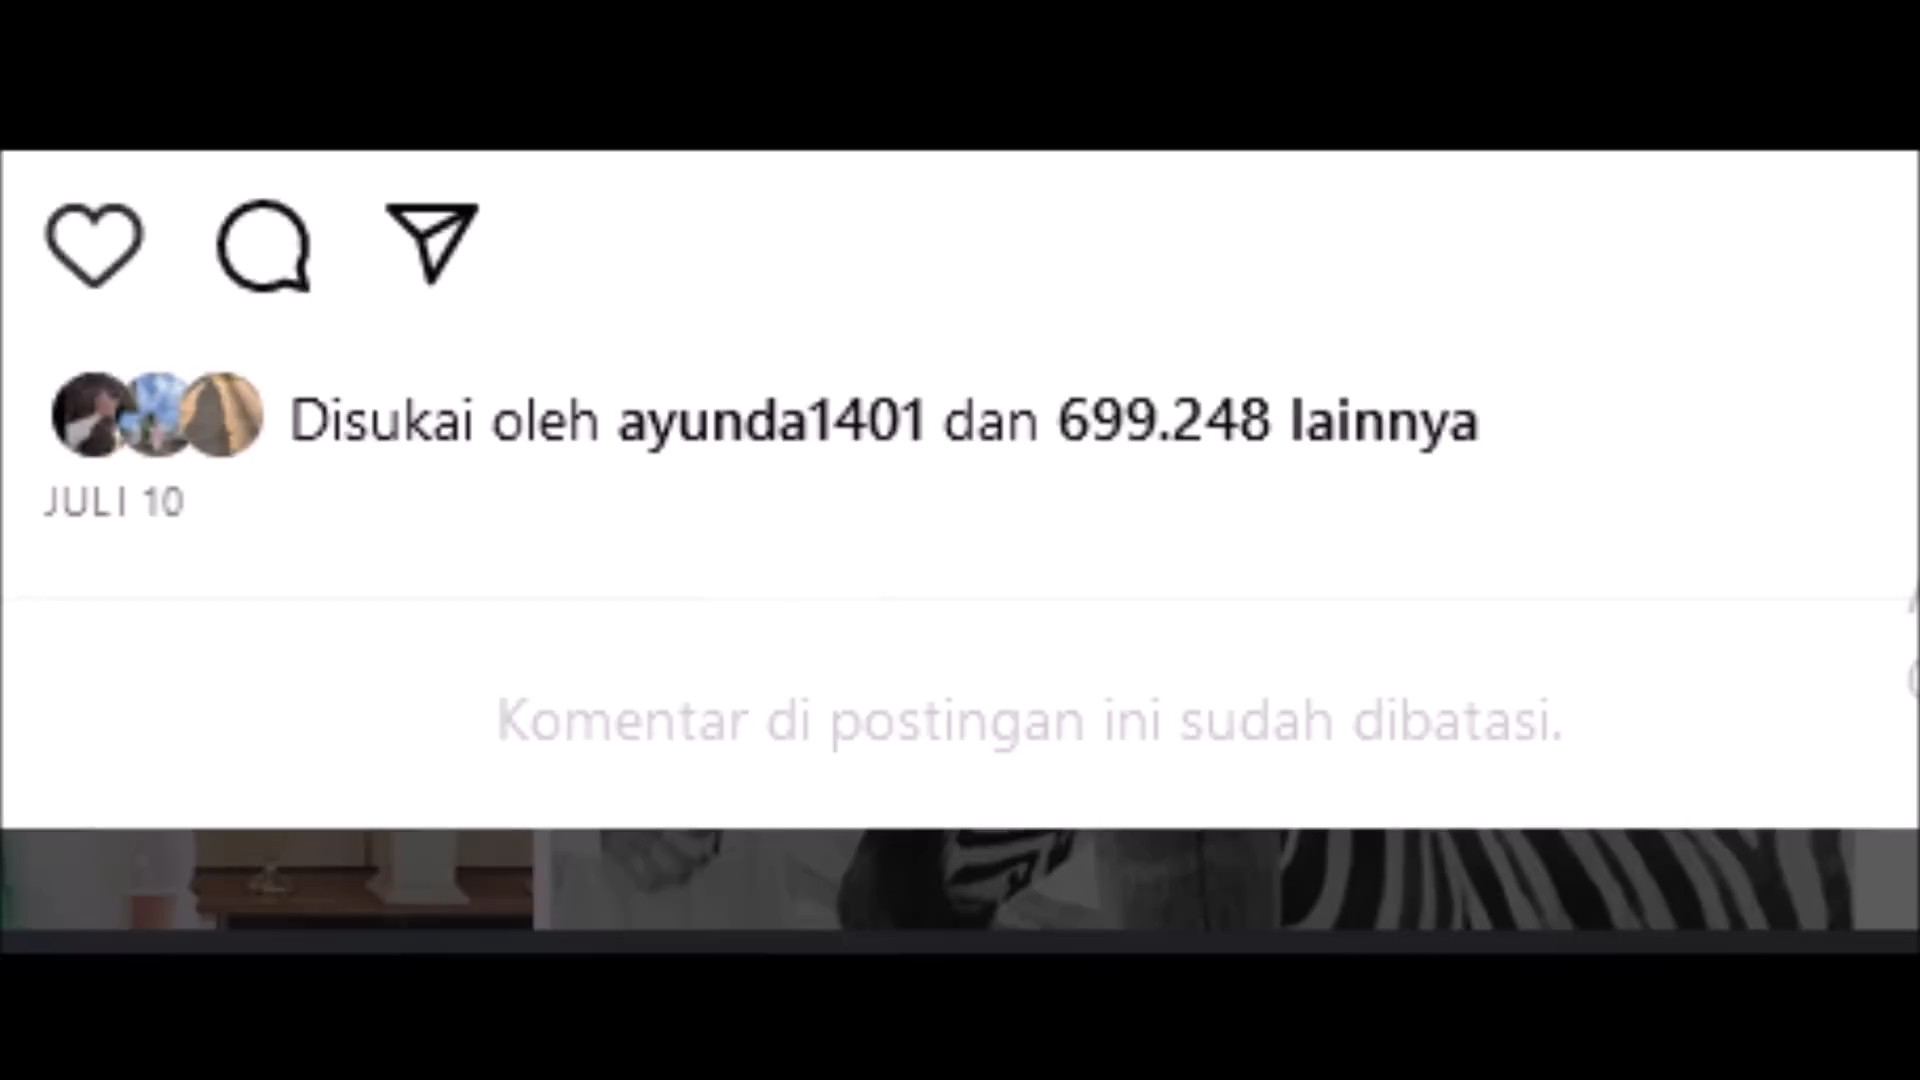 Disukai oleh ayunda1401 dan 699.248 lainnya
JULI 10
Komentar di postingan ini sudah dibatasi.